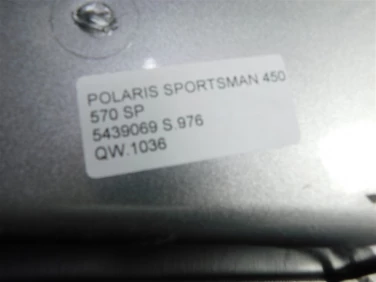 POLARIS SPORTSMAN 450
570 SP
5439069 S.976
QW.1036